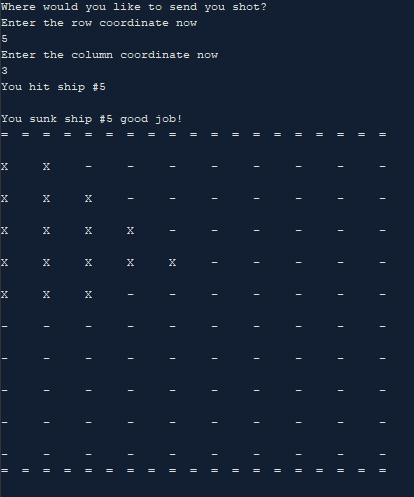 Where would you like to send you shot?
Enter the row coordinate now
5
Enter the column coordinate now
3
You hit ship #5
You sunk ship #5 good job!
= = = = = = = = = = = = = = = = = = =
X X - - - - - - - -
X X X - - - - - - -
X X X X - - - - - -
X X X X X - - - - -
X X X - - - - - - -
- - - - - - - - - -
- - - - - - - - - -
- - - - - - - - - -
- - - - - - - - - -
- - - - - - - - - -
= = = = = = = = = = = = = = = = = = =